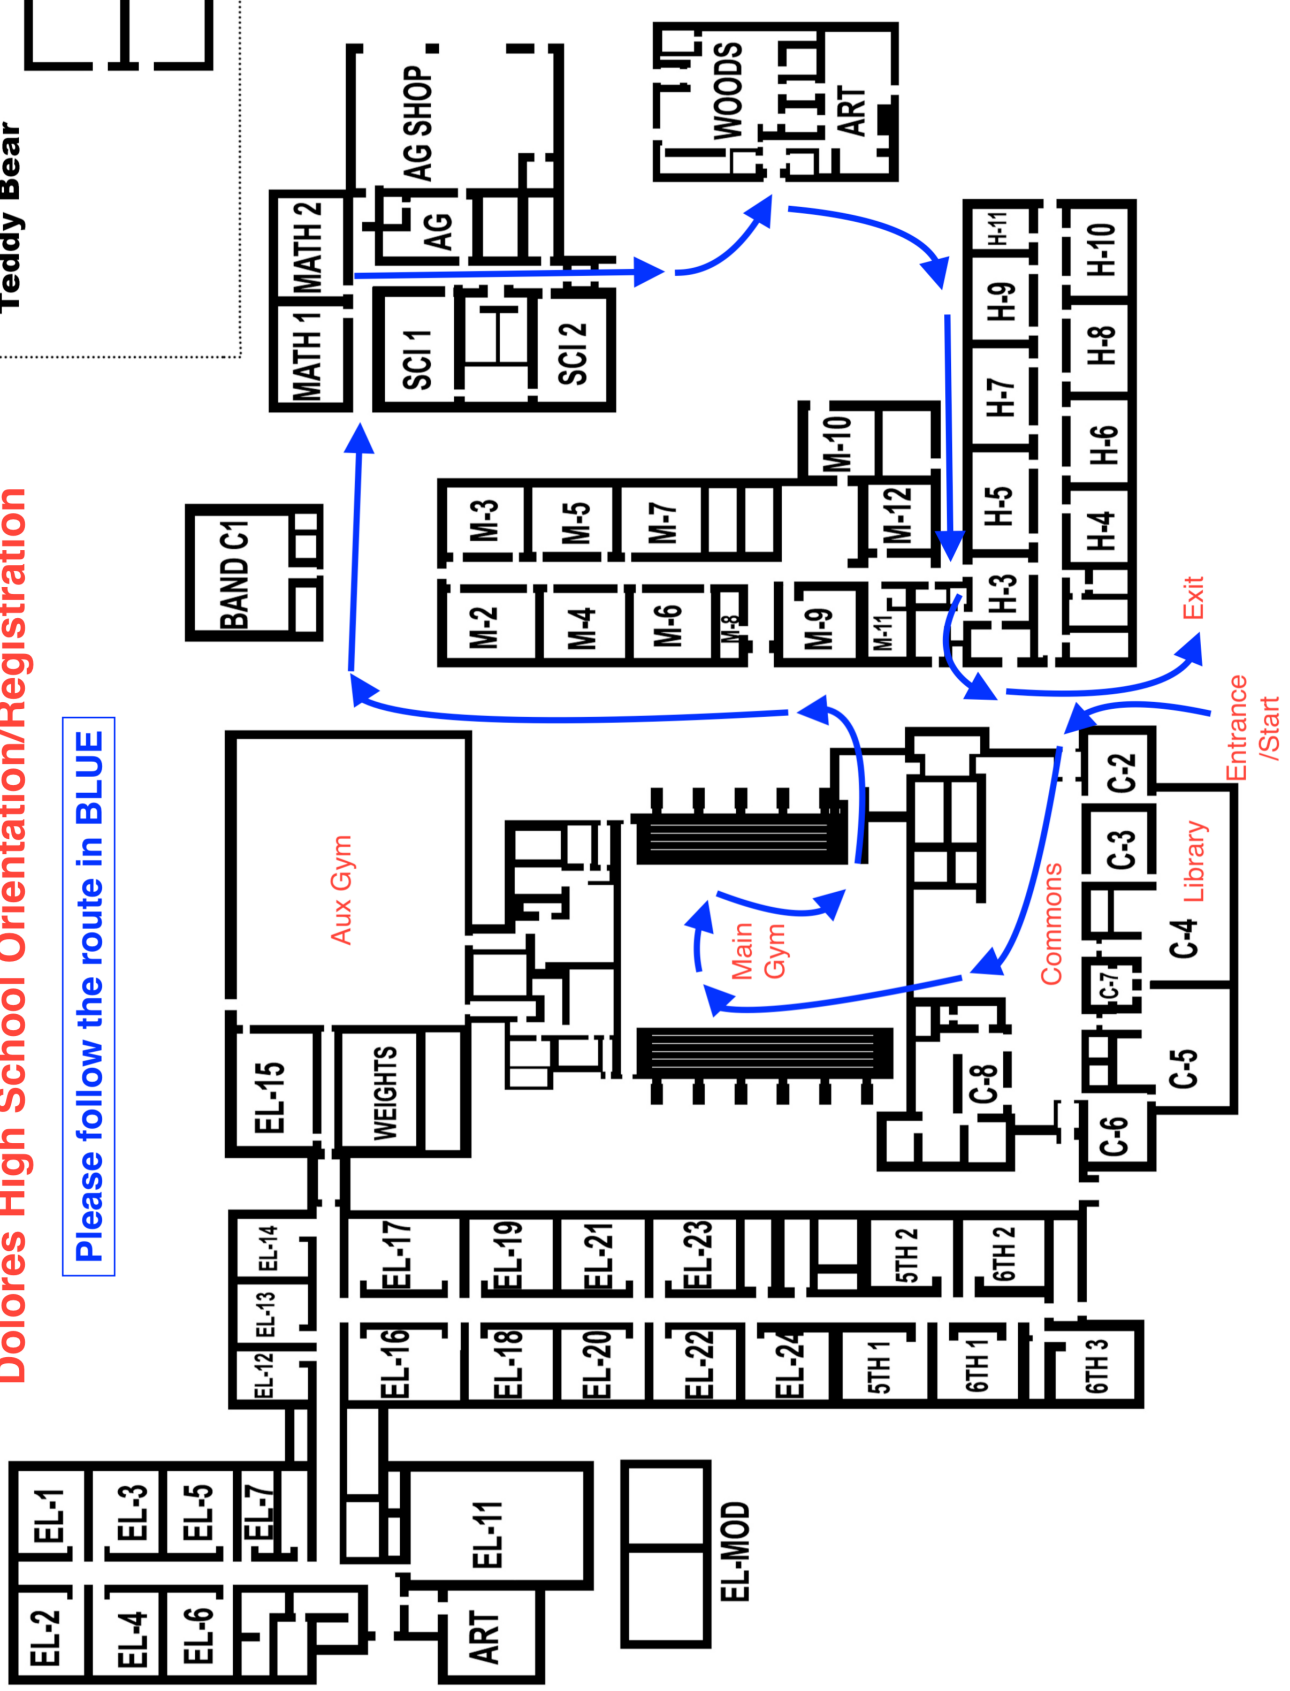 Dolores High School Orientation/Registration
Please follow the route in BLUE
Teddy Bear
EL-1
EL-2
EL-3
EL-4
EL-5
EL-6
EL-7
EL-11
ART
EL-MOD
EL-12
EL-13
EL-14
EL-15
WEIGHTS
EL-16
EL-17
EL-18
EL-19
EL-20
EL-21
EL-22
EL-23
EL-24
5TH 1
5TH 2
6TH 1
6TH 2
6TH 3
Aux Gym
Main
Gym
Commons
Library
C-8
C-6
C-5
C-7
C-4
C-3
C-2
Entrance
/Start
Exit
BAND C1
M-2
M-3
M-4
M-5
M-6
M-7
M-8
M-9
M-10
M-11
M-12
H-3
H-4
H-5
H-6
H-7
H-8
H-9
H-10
H-11
MATH 1
MATH 2
SCI 1
SCI 2
AG
AG SHOP
WOODS
ART